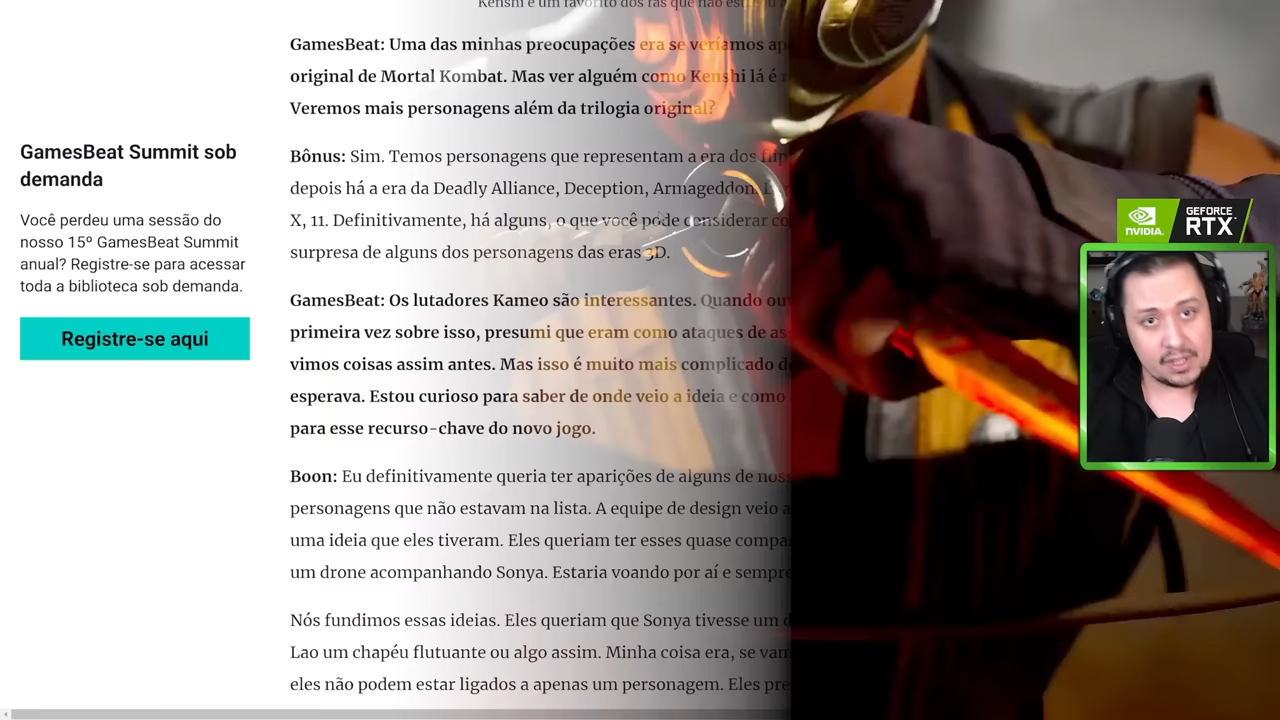 Kenshi é um favorito dos fãs que não
GamesBeat: Uma das minhas preocupações era se veríamos
original de Mortal Kombat. Mas ver alguém como Kenshi lá é
Veremos mais personagens além da trilogia original?
GamesBeat Summit sob
demanda
Você perdeu uma sessão do
nosso 15º GamesBeat Summit
anual? Registre-se para acessar
toda a biblioteca sob demanda.
Registre-se aqui
Bônus: Sim. Temos personagens que representam a era dos
depois há a era da Deadly Alliance, Deception, Armageddon,
X, 11. Definitivamente, há alguns, o que você pode considerar
surpresa de alguns dos personagens das eras 3D.
GamesBeat: Os lutadores Kameo são interessantes. Quando
primeira vez sobre isso, presumi que eram como ataques de
vimos coisas assim antes. Mas isso é muito mais complicado
esperava. Estou curioso para saber de onde veio a ideia e como
para esse recurso-chave do novo jogo.
Boon: Eu definitivamente queria ter aparições de alguns de
personagens que não estavam na lista. A equipe de design veio
uma ideia que eles tiveram. Eles queriam ter esses quase
um drone acompanhando Sonya. Estaria voando por aí e
Nós fundimos essas ideias. Eles queriam que Sonya tivesse um
Lao um chapéu flutuante ou algo assim. Minha coisa era, se
eles não podem estar ligados a apenas um personagem. Eles
NVIDIA.
GEFORCE
RTX